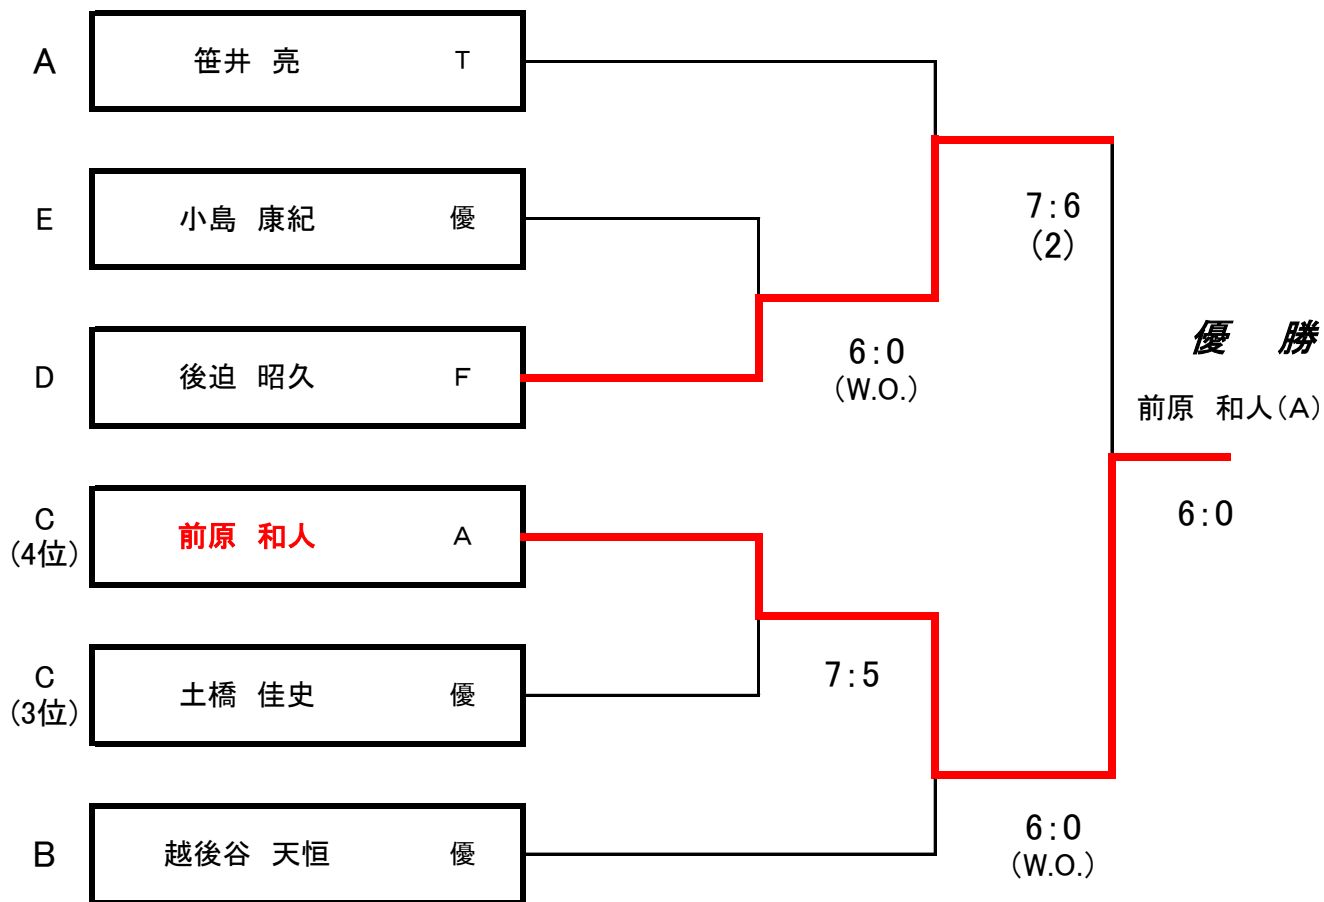 A 笹井 亮 T
E 小島 康紀 優
7:6
(2)
D 後迫 昭久 F
6:0
(W.O.)
優 勝
前原 和人(A)
C
(4位)
前原 和人 A
6:0
C
(3位)
土橋 佳史 優
7:5
B 越後谷 天恒 優
6:0
(W.O.)